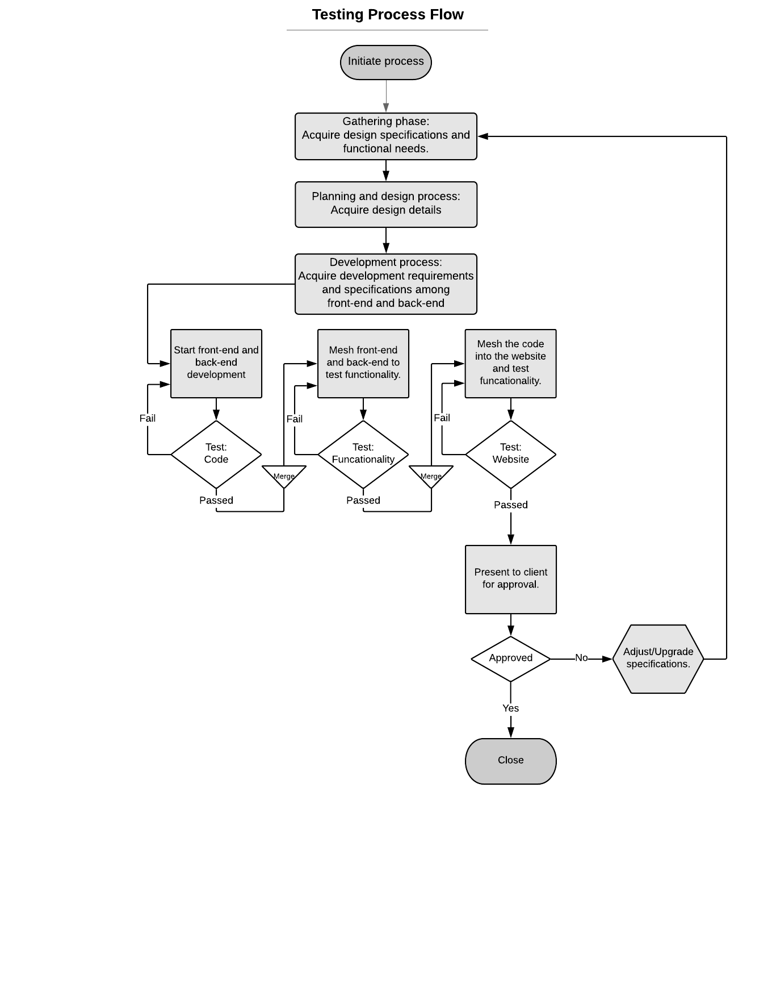 Testing Process Flow
Initiate process
Gathering phase:
Acquire design specifications and
functional needs.
Planning and design process:
Acquire design details
Development process:
Acquire development requirements
and specifications among
front-end and back-end
Start front-end and
back-end
development
Mesh front-end
and back-end to
test functionality.
Mesh the code
into the website
and test
funcationality.
Fail
Fail
Fail
Test:
Code
Merge
Test:
Funcationality
Merge
Test:
Website
Passed
Passed
Passed
Present to client
for approval.
Approved
No
Adjust/Upgrade
specifications.
Yes
Close